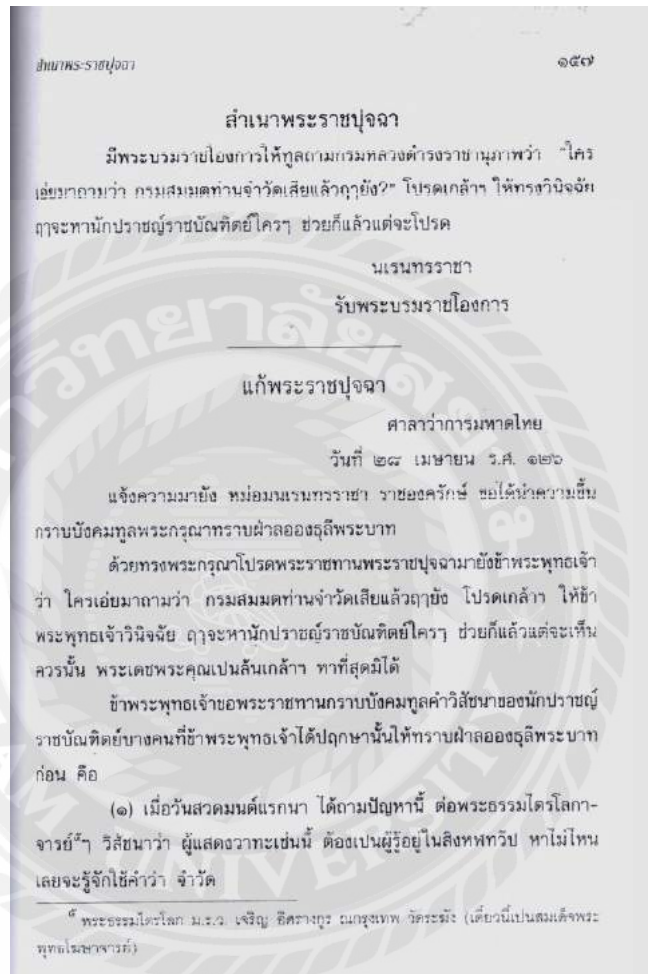 สำเนาพระราชปุจฉา
๑๕๗
สำเนาพระราชปุจฉา
มีพระบรมราชโองการให้ทูลถามกรมหลวงดำรงราชานุภาพว่า "ใคร
เอ่ยมาถามว่า กรมสมมตท่านจำวัดเสียแล้วฤๅยัง?" โปรดเกล้าฯ ให้ทรงวินิจฉัย
ฤๅจะหานักปราชญ์ราชบัณฑิตย์ใครๆ ช่วยก็แล้วแต่จะโปรด
นเรนทรราชา
รับพระบรมราชโองการ
แก้พระราชปุจฉา
ศาลาว่าการมหาดไทย
วันที่ ๒๘ เมษายน ร.ศ. ๑๒๖
แจ้งความมายัง หม่อมนเรนทรราชา ราชองครักษ์ ขอได้นำความขึ้น
กราบบังคมทูลพระกรุณาทราบฝ่าลอองธุลีพระบาท
ด้วยทรงพระกรุณาโปรดพระราชทานพระราชปุจฉามายังข้าพระพุทธเจ้า
ว่า ใครเอ่ยมาถามว่า กรมสมมตท่านจำวัดเสียแล้วฤๅยัง โปรดเกล้าฯ ให้ข้า
พระพุทธเจ้าวินิจฉัย ฤๅจะหานักปราชญ์ราชบัณฑิตย์ใครๆ ช่วยก็แล้วแต่จะเห็น
ควรนั้น พระเดชพระคุณเปนล้นเกล้าฯ หาที่สุดมิได้
ข้าพระพุทธเจ้าขอพระราชทานกราบบังคมทูลคำวิสัชนาของนักปราชญ์
ราชบัณฑิตย์บางคนที่ข้าพระพุทธเจ้าได้ปฤกษานั้นให้ทราบฝ่าลอองธุลีพระบาท
ก่อน คือ
(๑) เมื่อวันสวดมนต์แรกนา ได้ถามปัญหานี้ ต่อพระธรรมไตรโลกา-
จารย์ๆ วิสัชนาว่า ผู้แสดงวาทะเช่นนี้ ต้องเปนผู้รู้อยู่ในสิงหฬทวีป หาไม่ไหน
เลยจะรู้จักใช้คำว่า จำวัด
พระธรรมไตรโลก ม.ร.ว. เจริญ อิศรางกูร ณกรุงเทพ วัดระฆัง (เดี๋ยวนี้เปนสมเด็จพระ
พุทธโฆษาจารย์)